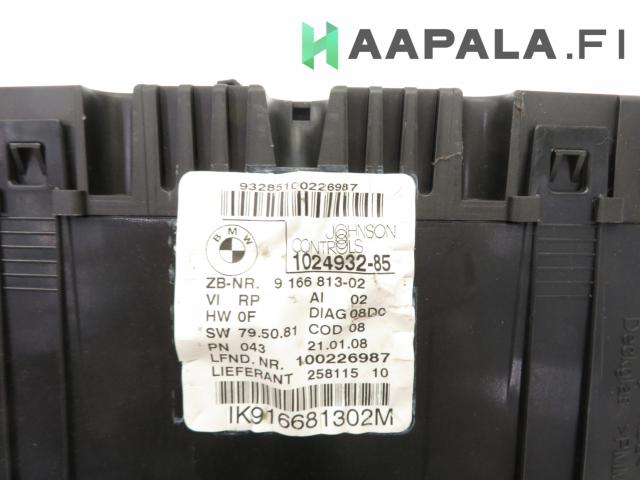 HAAPALA.FI
93285100226987
BMW
JOHNSON
CONTROLS
1024932-85
ZB-NR. 9 166 813-02
VI RP AI 02
HW 0F DIAG 08D0
SW 79.50.81 COD 08
PN 043 21.01.08
LFND. NR. 100226987
LIEFERANT 258115 10
IK916681302M